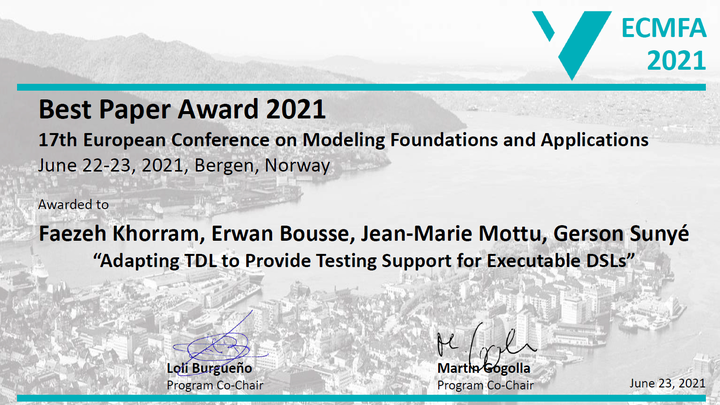 ECMFA
2021
Best Paper Award 2021
17th European Conference on Modeling Foundations and Applications
June 22-23, 2021, Bergen, Norway
Awarded to
Faezeh Khorram, Erwan Bousse, Jean-Marie Mottu, Gerson Sunyé
“Adapting TDL to Provide Testing Support for Executable DSLs”
Loli Burgueño
Program Co-Chair
Martin Gogolla
Program Co-Chair
June 23, 2021